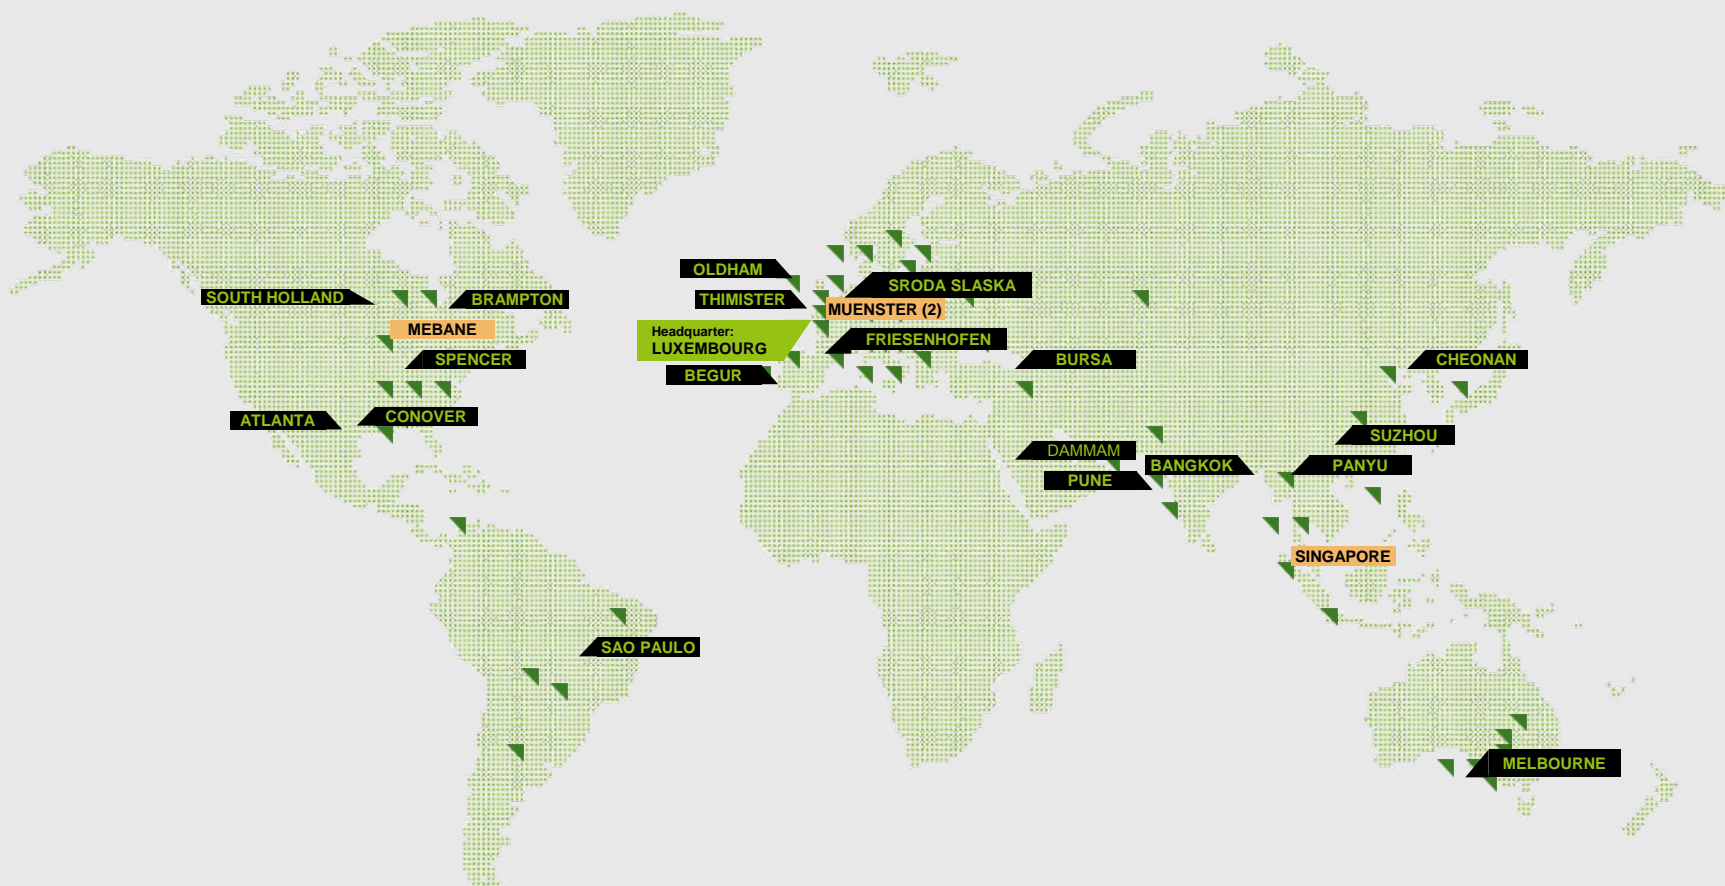 OLDHAM
SRODA SLASKA
SOUTH HOLLAND
BRAMPTON
THIMISTER
MUENSTER (2)
MEBANE
Headquarter:
LUXEMBOURG
FRIESENHOFEN
SPENCER
BURSA
CHEONAN
BEGUR
ATLANTA
CONOVER
SUZHOU
DAMMAM
BANGKOK
PANYU
PUNE
SINGAPORE
SAO PAULO
MELBOURNE